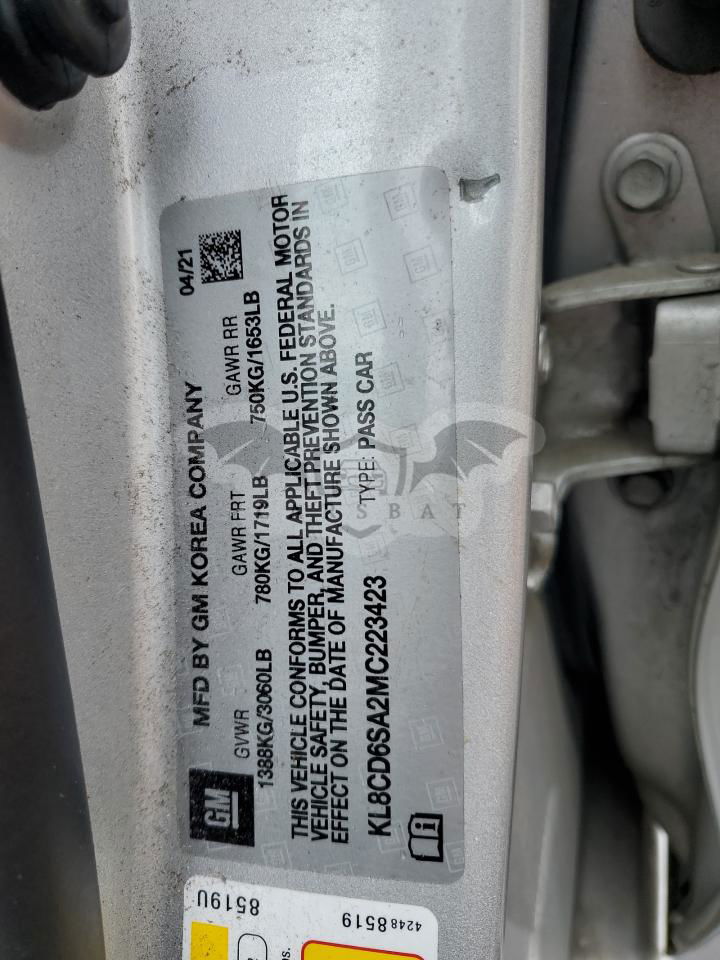 MFD BY GM KOREA COMPANY 04/21
GVWR GAWR FRT GAWR RR
1388KG/3060LB 780KG/1719LB 750KG/1653LB
THIS VEHICLE CONFORMS TO ALL APPLICABLE U.S. FEDERAL MOTOR
VEHICLE SAFETY, BUMPER, AND THEFT PREVENTION STANDARDS IN
EFFECT ON THE DATE OF MANUFACTURE SHOWN ABOVE.
KL8CD6SA2MC223423 TYPE: PASS CAR
GM
8519U
42488519